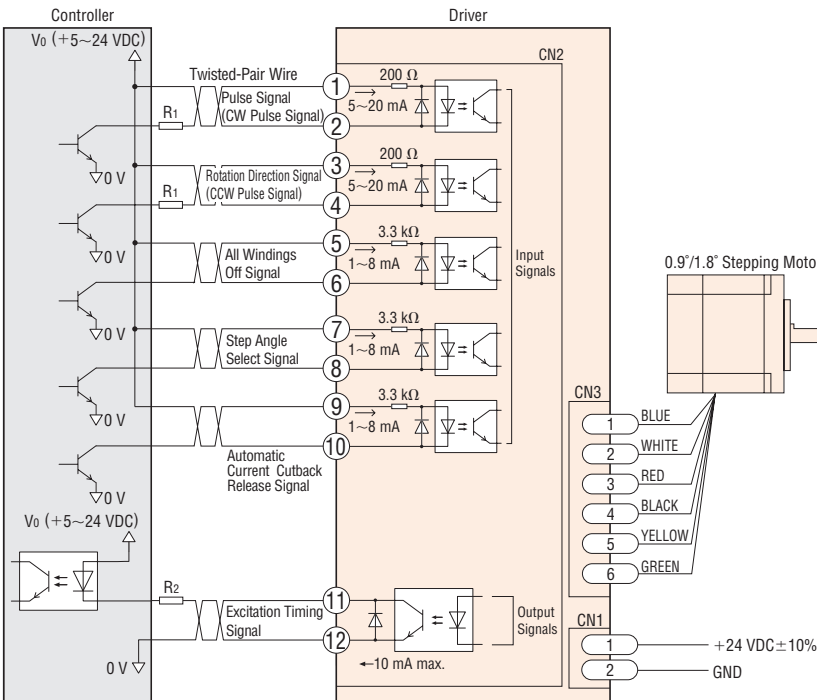 Controller
Driver
V0 (+5~24 VDC)
CN2
Twisted-Pair Wire
Pulse Signal
(CW Pulse Signal)
R1
0 V
1
2
200 Ω
5~20 mA
Rotation Direction Signal
(CCW Pulse Signal)
R1
0 V
3
4
200 Ω
5~20 mA
All Windings
Off Signal
0 V
5
6
3.3 kΩ
1~8 mA
Input
Signals
Step Angle
Select Signal
0 V
7
8
3.3 kΩ
1~8 mA
Automatic
Current Cutback
Release Signal
0 V
9
10
3.3 kΩ
1~8 mA
0.9°/1.8° Stepping Moto
CN3
1 BLUE
2 WHITE
3 RED
4 BLACK
5 YELLOW
6 GREEN
V0 (+5~24 VDC)
R2
Excitation Timing
Signal
0 V
11
12
←10 mA max.
Output
Signals
CN1
1 +24 VDC±10%
2 GND